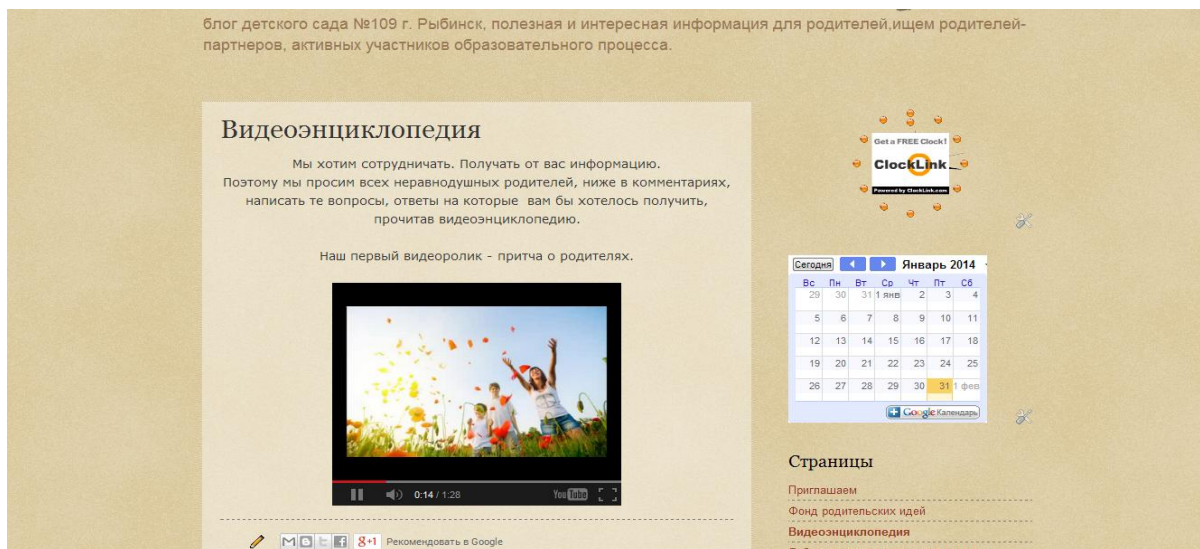 блог детского сада №109 г. Рыбинск, полезная и интересная информация для родителей,ищем родителей-
партнеров, активных участников образовательного процесса.
Видеоэнциклопедия
Мы хотим сотрудничать. Получать от вас информацию.
Поэтому мы просим всех неравнодушных родителей, ниже в комментариях,
написать те вопросы, ответы на которые вам бы хотелось получить,
прочитав видеоэнциклопедию.
Наш первый видеоролик - притча о родителях.
0:14 / 1:28
YouTube
g+1 Рекомендовать в Google
Get a FREE Clock!
ClockLink
Powered by ClockLink.com
Сегодня Январь 2014
Вс Пн Вт Ср Чт Пт Сб
29 30 31 1 янв 2 3 4
5 6 7 8 9 10 11
12 13 14 15 16 17 18
19 20 21 22 23 24 25
26 27 28 29 30 31 1 фев
Google Календарь
Страницы
Приглашаем
Фонд родительских идей
Видеоэнциклопедия